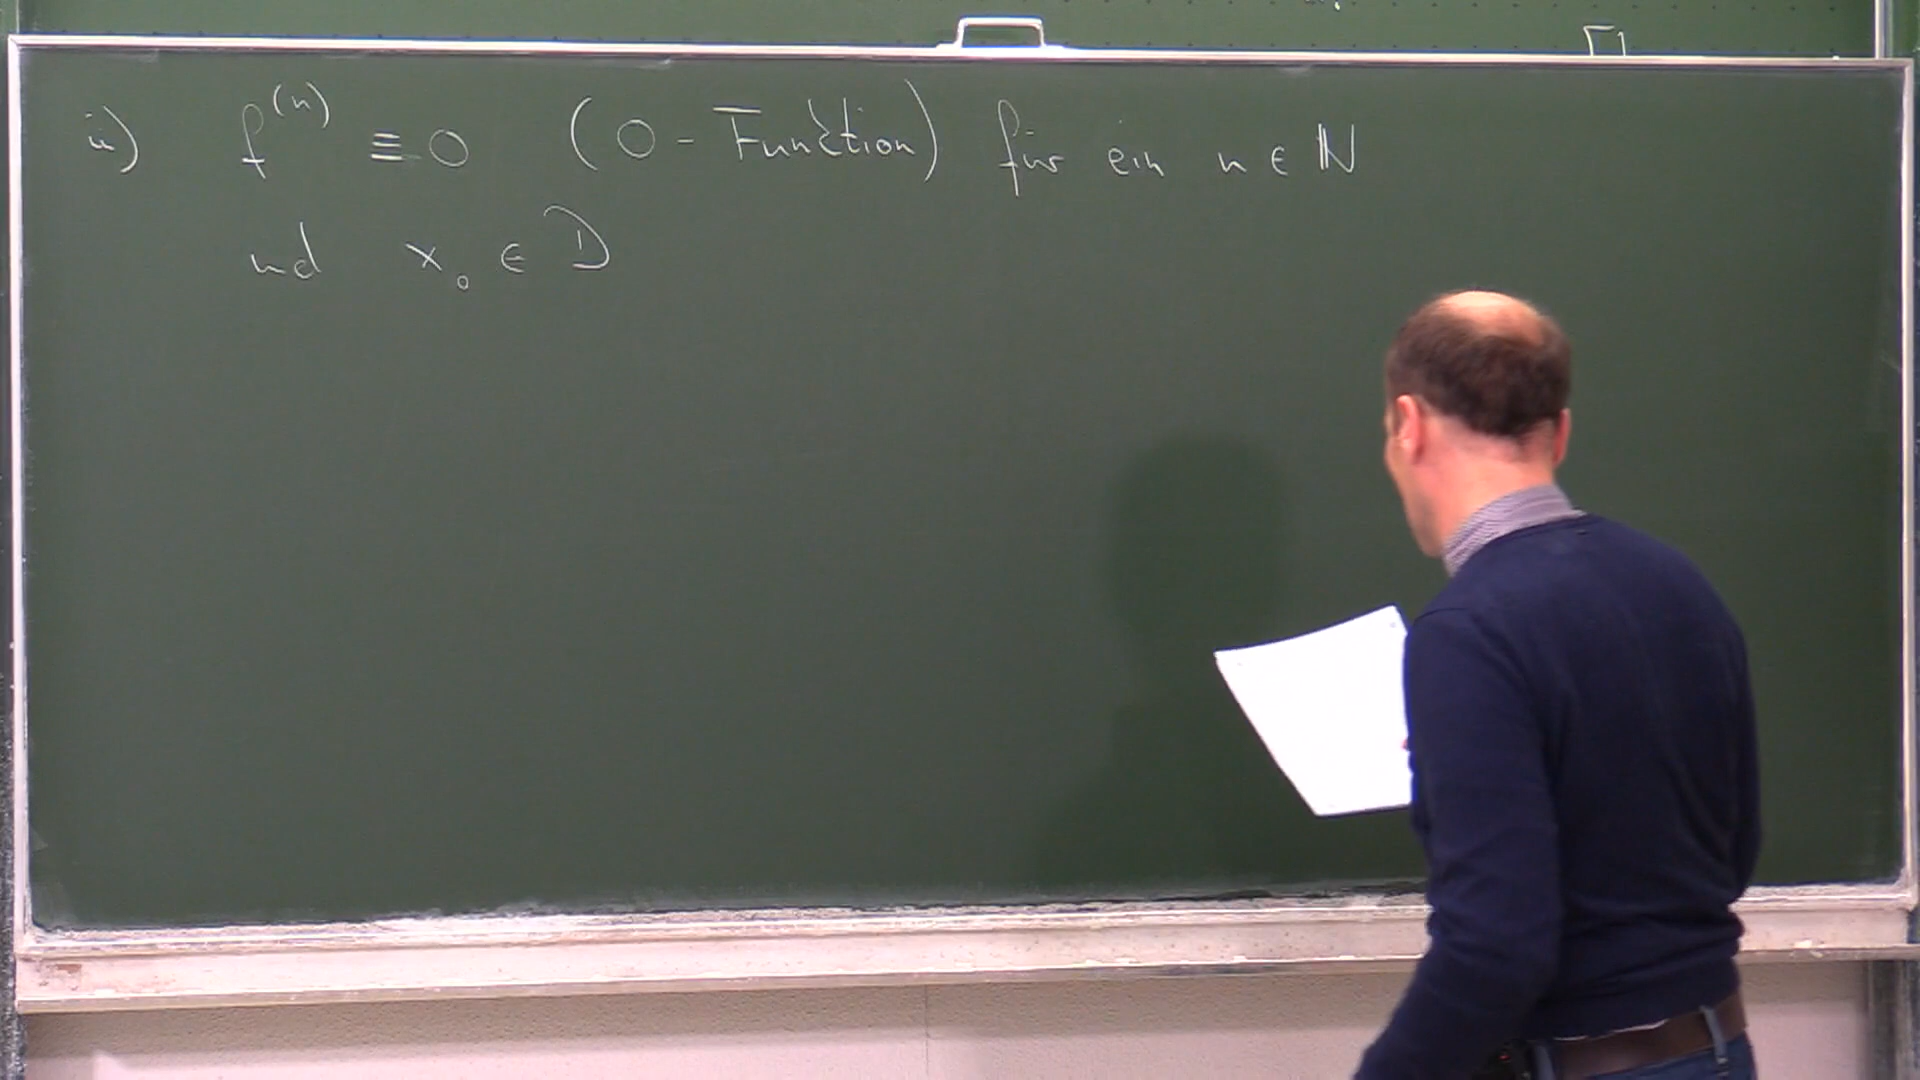 ii) f⁽ⁿ⁾ ≡ 0 (0-Funktion) für ein n ∈ ℕ
und x₀ ∈ D